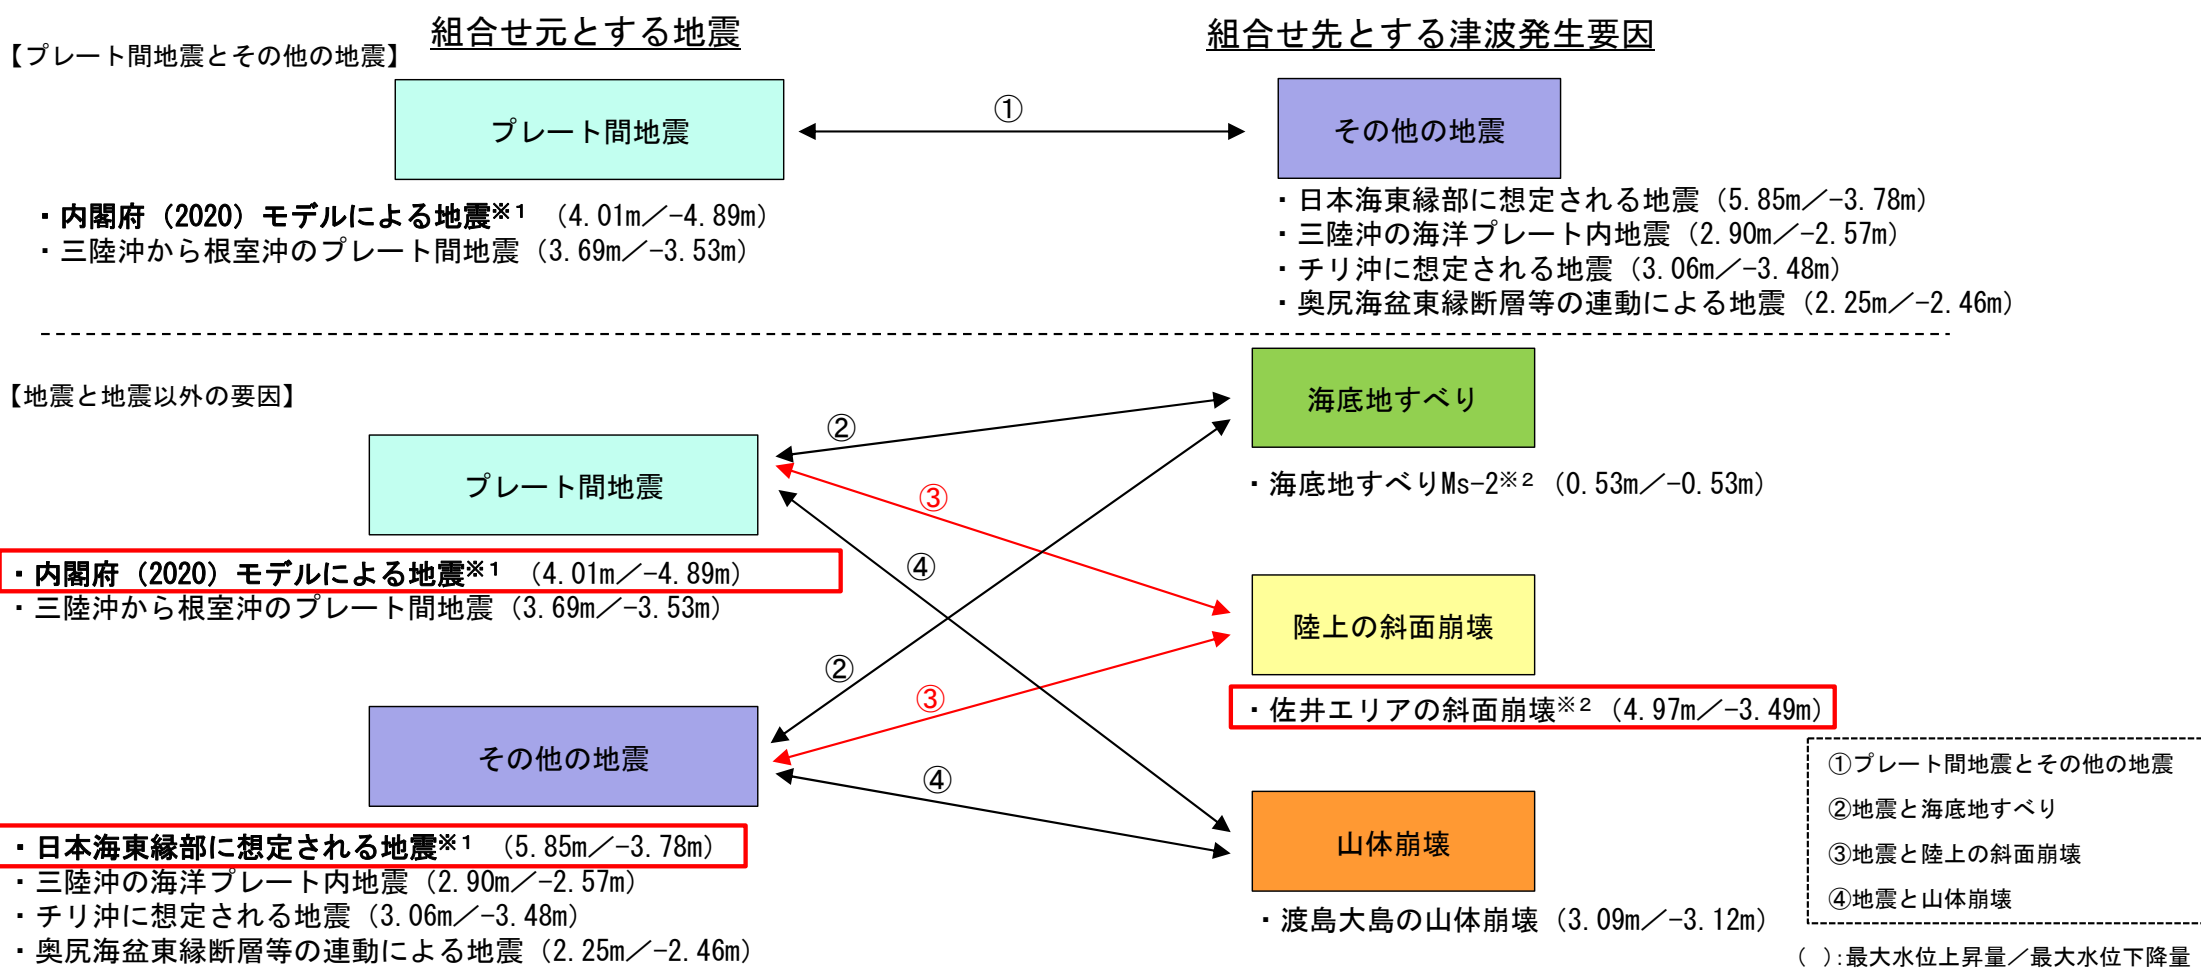 組合せ元とする地震
組合せ先とする津波発生要因
【プレート間地震とその他の地震】
プレート間地震
①
その他の地震
・内閣府（2020）モデルによる地震※1 （4.01m／-4.89m）
・三陸沖から根室沖のプレート間地震（3.69m／-3.53m）
・日本海東縁部に想定される地震（5.85m／-3.78m）
・三陸沖の海洋プレート内地震（2.90m／-2.57m）
・チリ沖に想定される地震（3.06m／-3.48m）
・奥尻海盆東縁断層等の連動による地震（2.25m／-2.46m）
【地震と地震以外の要因】
プレート間地震
・内閣府（2020）モデルによる地震※1 （4.01m／-4.89m）
・三陸沖から根室沖のプレート間地震（3.69m／-3.53m）
その他の地震
・日本海東縁部に想定される地震※1 （5.85m／-3.78m）
・三陸沖の海洋プレート内地震（2.90m／-2.57m）
・チリ沖に想定される地震（3.06m／-3.48m）
・奥尻海盆東縁断層等の連動による地震（2.25m／-2.46m）
②
③
④
②
③
④
海底地すべり
・海底地すべりMs-2※2（0.53m／-0.53m）
陸上の斜面崩壊
・佐井エリアの斜面崩壊※2（4.97m／-3.49m）
山体崩壊
・渡島大島の山体崩壊（3.09m／-3.12m）
①プレート間地震とその他の地震
②地震と海底地すべり
③地震と陸上の斜面崩壊
④地震と山体崩壊
（ ）:最大水位上昇量／最大水位下降量